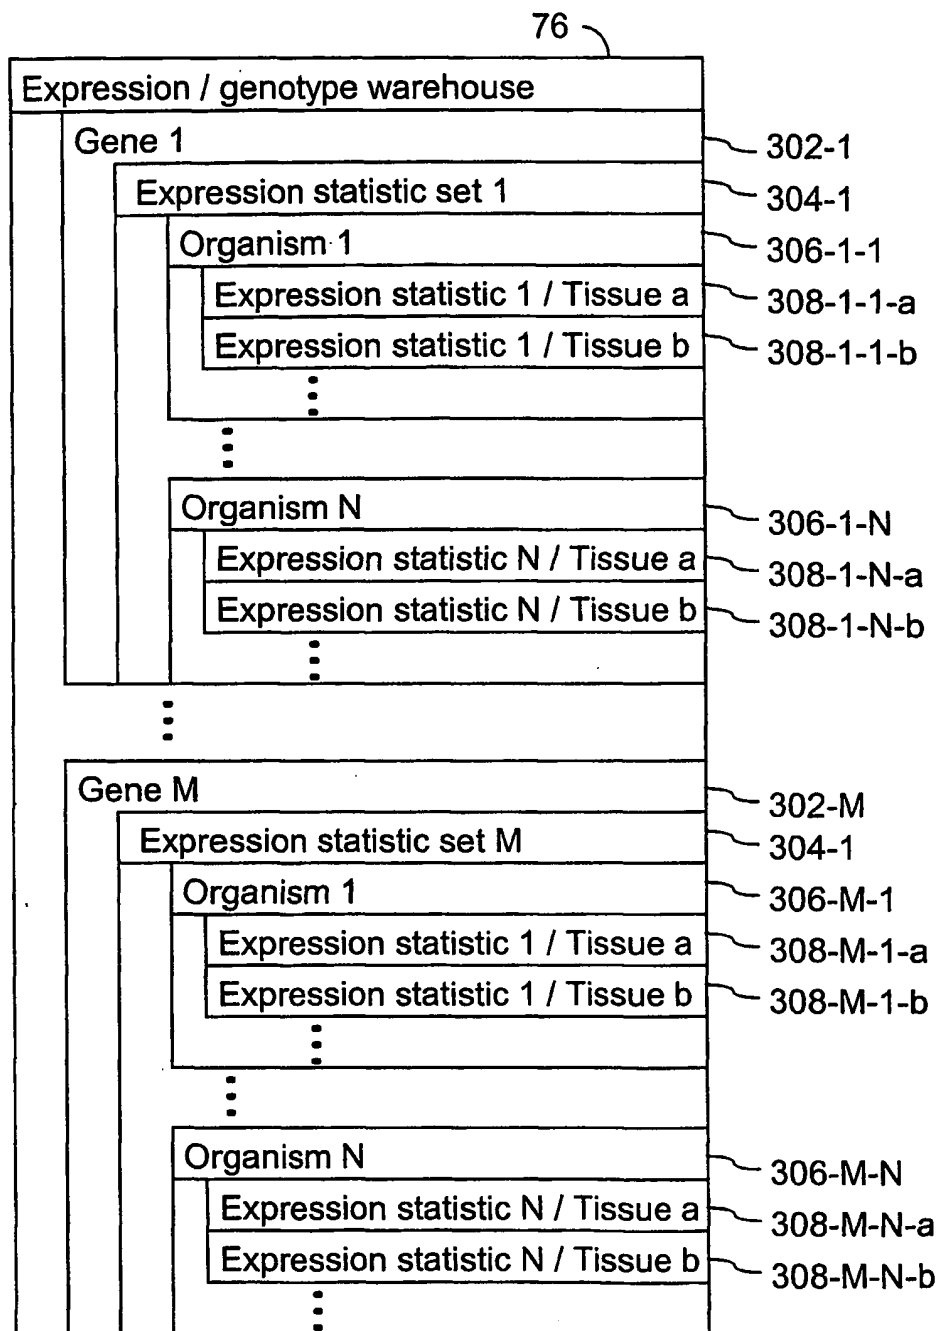 76
Expression / genotype warehouse
Gene 1 302-1
Expression statistic set 1 304-1
Organism 1 306-1-1
Expression statistic 1 / Tissue a 308-1-1-a
Expression statistic 1 / Tissue b 308-1-1-b
Organism N 306-1-N
Expression statistic N / Tissue a 308-1-N-a
Expression statistic N / Tissue b 308-1-N-b
Gene M 302-M
Expression statistic set M 304-1
Organism 1 306-M-1
Expression statistic 1 / Tissue a 308-M-1-a
Expression statistic 1 / Tissue b 308-M-1-b
Organism N 306-M-N
Expression statistic N / Tissue a 308-M-N-a
Expression statistic N / Tissue b 308-M-N-b